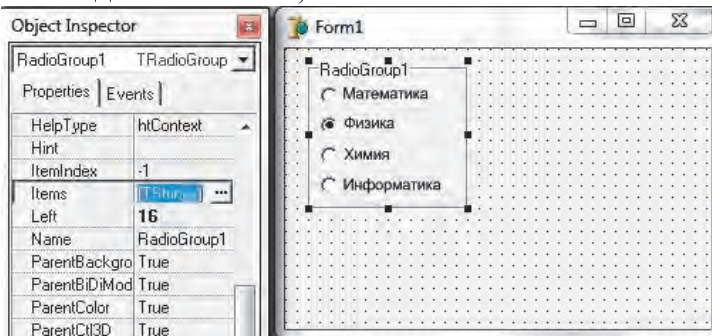 Object Inspector
RadioGroup1 TRadioGroup
Properties Events
HelpType htContext
Hint
ItemIndex -1
Items
Left 16
Name RadioGroup1
ParentBackgro True
ParentBiDiMod True
ParentColor True
ParentCtl3D True
Form1
RadioGroup1
Математика
Физика
Химия
Информатика